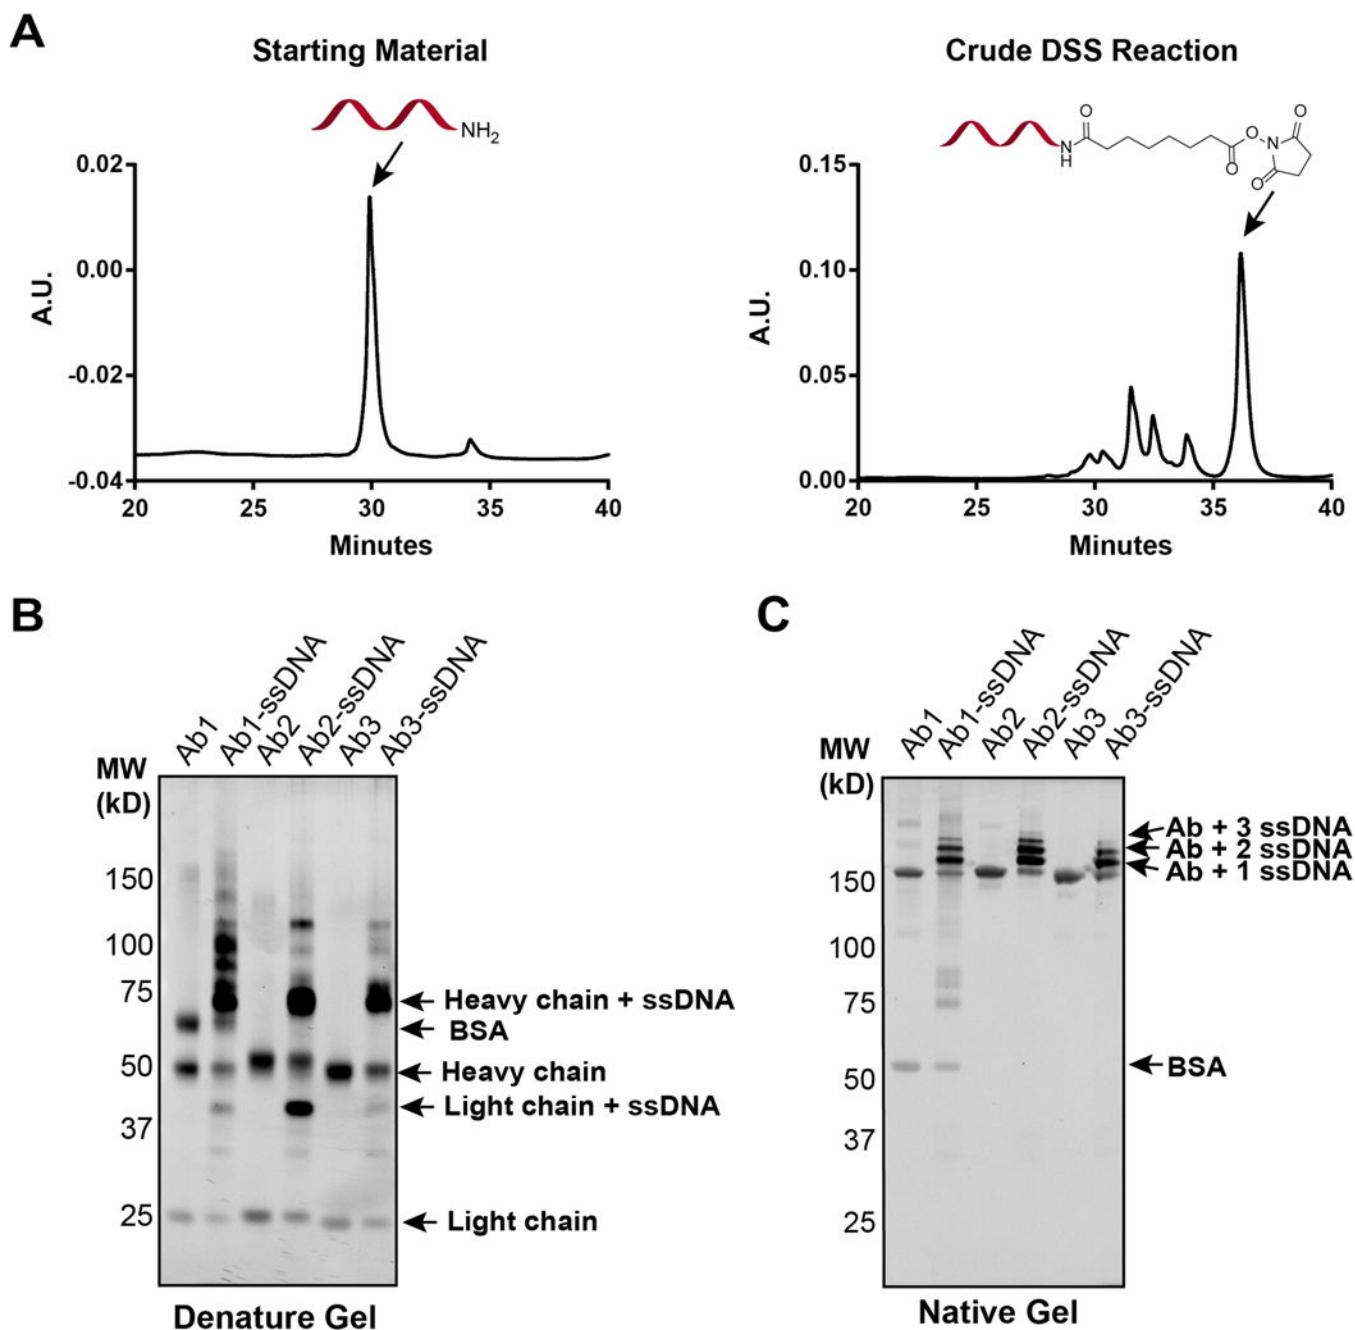 A
Starting Material
NH2
0.02
0.00
-0.02
-0.04
A.U.
20 25 30 35 40
Minutes
Crude DSS Reaction
O
N
H
O
O
O
N
O
O
0.15
0.10
0.05
0.00
A.U.
20 25 30 35 40
Minutes
B
Ab1
Ab1-ssDNA
Ab2
Ab2-ssDNA
Ab3
Ab3-ssDNA
MW
(kD)
150
100
75
50
37
25
Heavy chain + ssDNA
BSA
Heavy chain
Light chain + ssDNA
Light chain
Denature Gel
C
Ab1
Ab1-ssDNA
Ab2
Ab2-ssDNA
Ab3
Ab3-ssDNA
MW
(kD)
150
100
75
50
37
25
Ab + 3 ssDNA
Ab + 2 ssDNA
Ab + 1 ssDNA
BSA
Native Gel